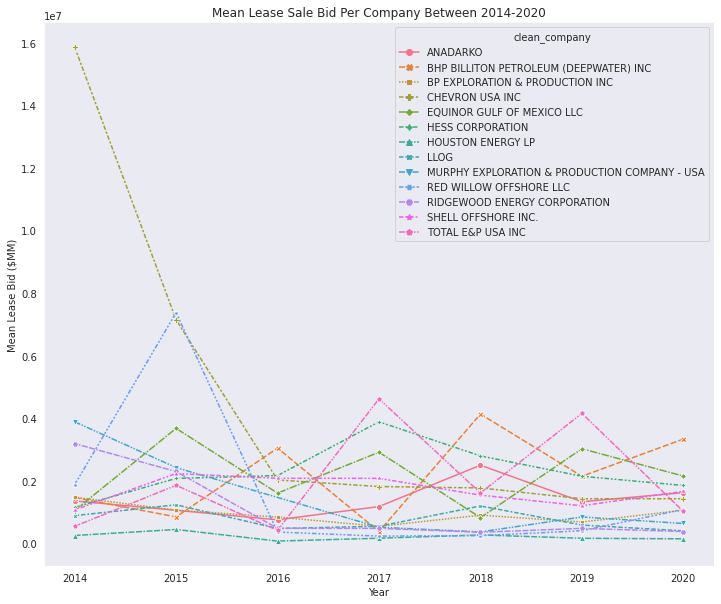 Mean Lease Sale Bid Per Company Between 2014-2020
1e7
clean_company
ANADARKO
BHP BILLITON PETROLEUM (DEEPWATER) INC
BP EXPLORATION & PRODUCTION INC
CHEVRON USA INC
EQUINOR GULF OF MEXICO LLC
HESS CORPORATION
HOUSTON ENERGY LP
LLOG
MURPHY EXPLORATION & PRODUCTION COMPANY - USA
RED WILLOW OFFSHORE LLC
RIDGEWOOD ENERGY CORPORATION
SHELL OFFSHORE INC.
TOTAL E&P USA INC
1.6
1.4
1.2
1.0
0.8
0.6
0.4
0.2
0.0
Mean Lease Bid ($MM)
2014 2015 2016 2017 2018 2019 2020
Year